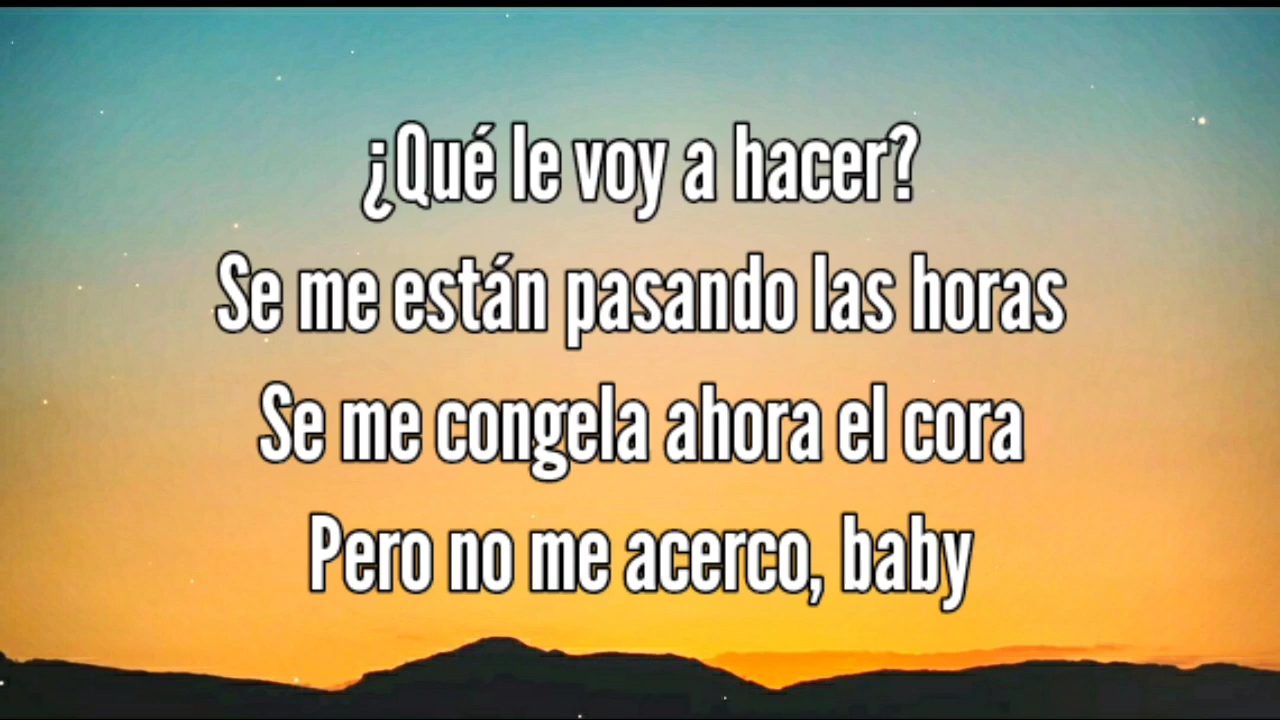 ¿Qué le voy a hacer?
Se me están pasando las horas
Se me congela ahora el cora
Pero no me acerco, baby